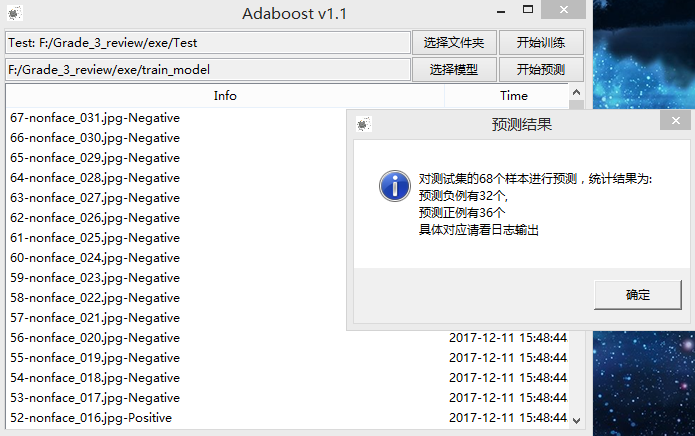 Adaboost v1.1
Test: F:/Grade_3_review/exe/Test
选择文件夹
开始训练
F:/Grade_3_review/exe/train_model
选择模型
开始预测
Info
Time
67-nonface_031.jpg-Negative
66-nonface_030.jpg-Negative
65-nonface_029.jpg-Negative
64-nonface_028.jpg-Negative
63-nonface_027.jpg-Negative
62-nonface_026.jpg-Negative
61-nonface_025.jpg-Negative
60-nonface_024.jpg-Negative
59-nonface_023.jpg-Negative
58-nonface_022.jpg-Negative
57-nonface_021.jpg-Negative
56-nonface_020.jpg-Negative 2017-12-11 15:48:44
55-nonface_019.jpg-Negative 2017-12-11 15:48:44
54-nonface_018.jpg-Negative 2017-12-11 15:48:44
53-nonface_017.jpg-Negative 2017-12-11 15:48:44
52-nonface_016.jpg-Positive 2017-12-11 15:48:44
预测结果
对测试集的68个样本进行预测，统计结果为:
预测负例有32个,
预测正例有36个
具体对应请看日志输出
确定